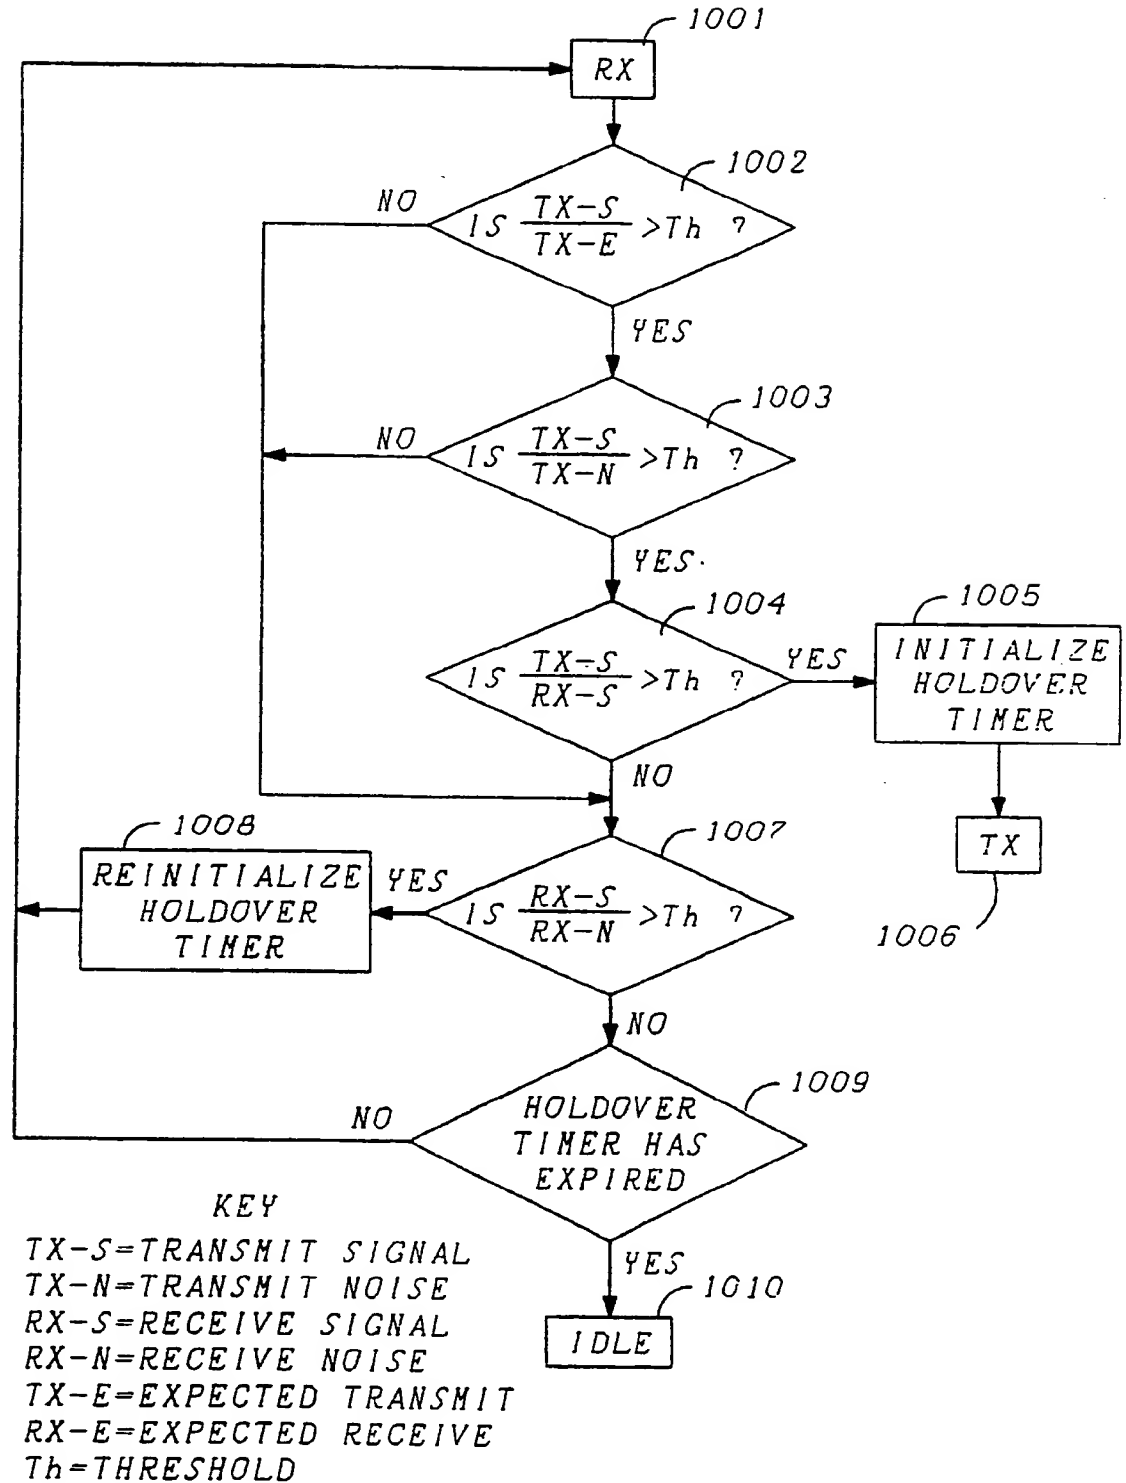 1001
RX
1002
NO
IS TX-S / TX-E >Th ?
YES
1003
NO
IS TX-S / TX-N >Th ?
YES
1004
1005
IS TX-S / RX-S >Th ?
YES
INITIALIZE
HOLDOVER
TIMER
NO
1008
1007
TX
REINITIALIZE
HOLDOVER
TIMER
YES
IS RX-S / RX-N >Th ?
1006
NO
1009
NO
HOLDOVER
TIMER HAS
EXPIRED
YES
1010
IDLE
KEY
TX-S=TRANSMIT SIGNAL
TX-N=TRANSMIT NOISE
RX-S=RECEIVE SIGNAL
RX-N=RECEIVE NOISE
TX-E=EXPECTED TRANSMIT
RX-E=EXPECTED RECEIVE
Th=THRESHOLD